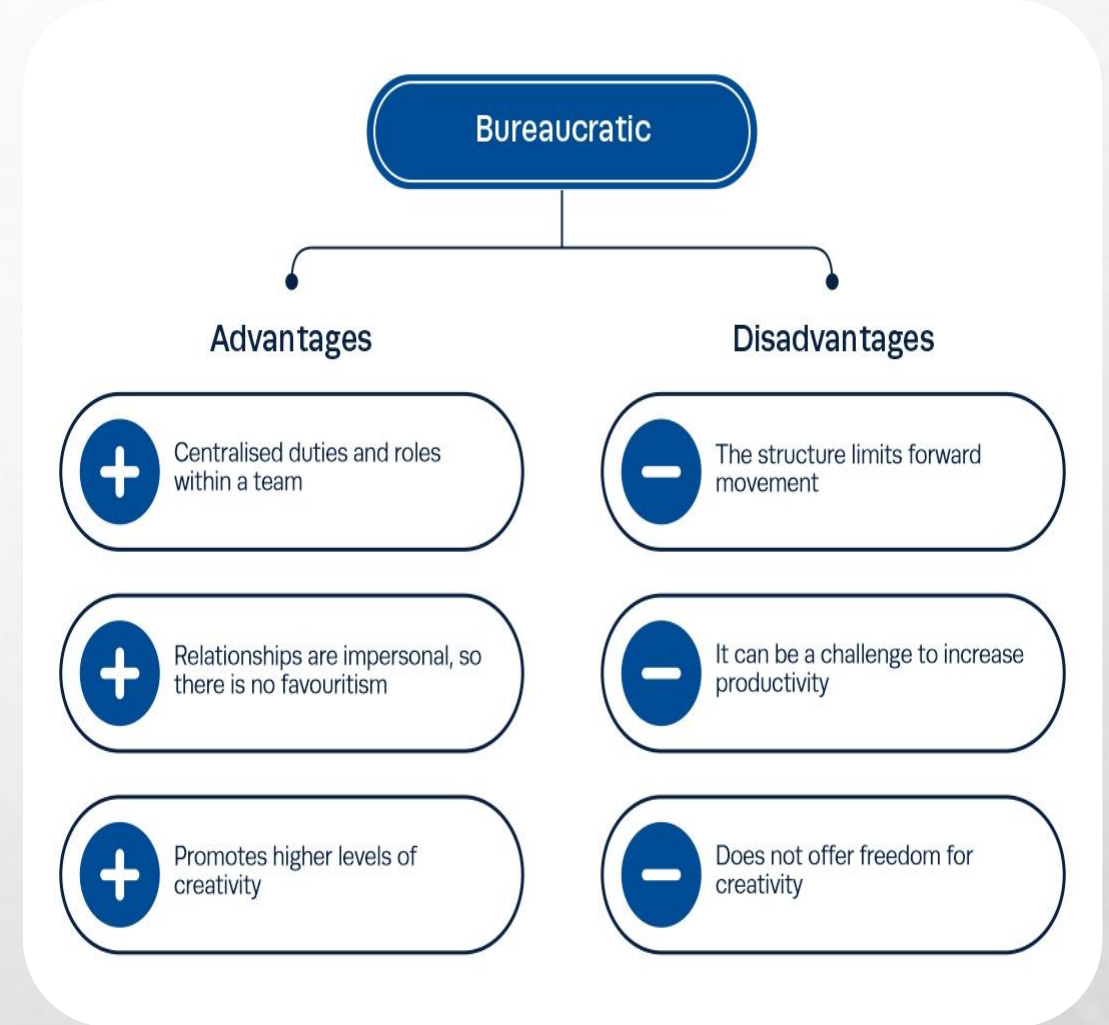 Bureaucratic
Advantages
Centralised duties and roles
within a team
Relationships are impersonal, so
there is no favouritism
Promotes higher levels of
creativity
Disadvantages
The structure limits forward
movement
It can be a challenge to increase
productivity
Does not offer freedom for
creativity